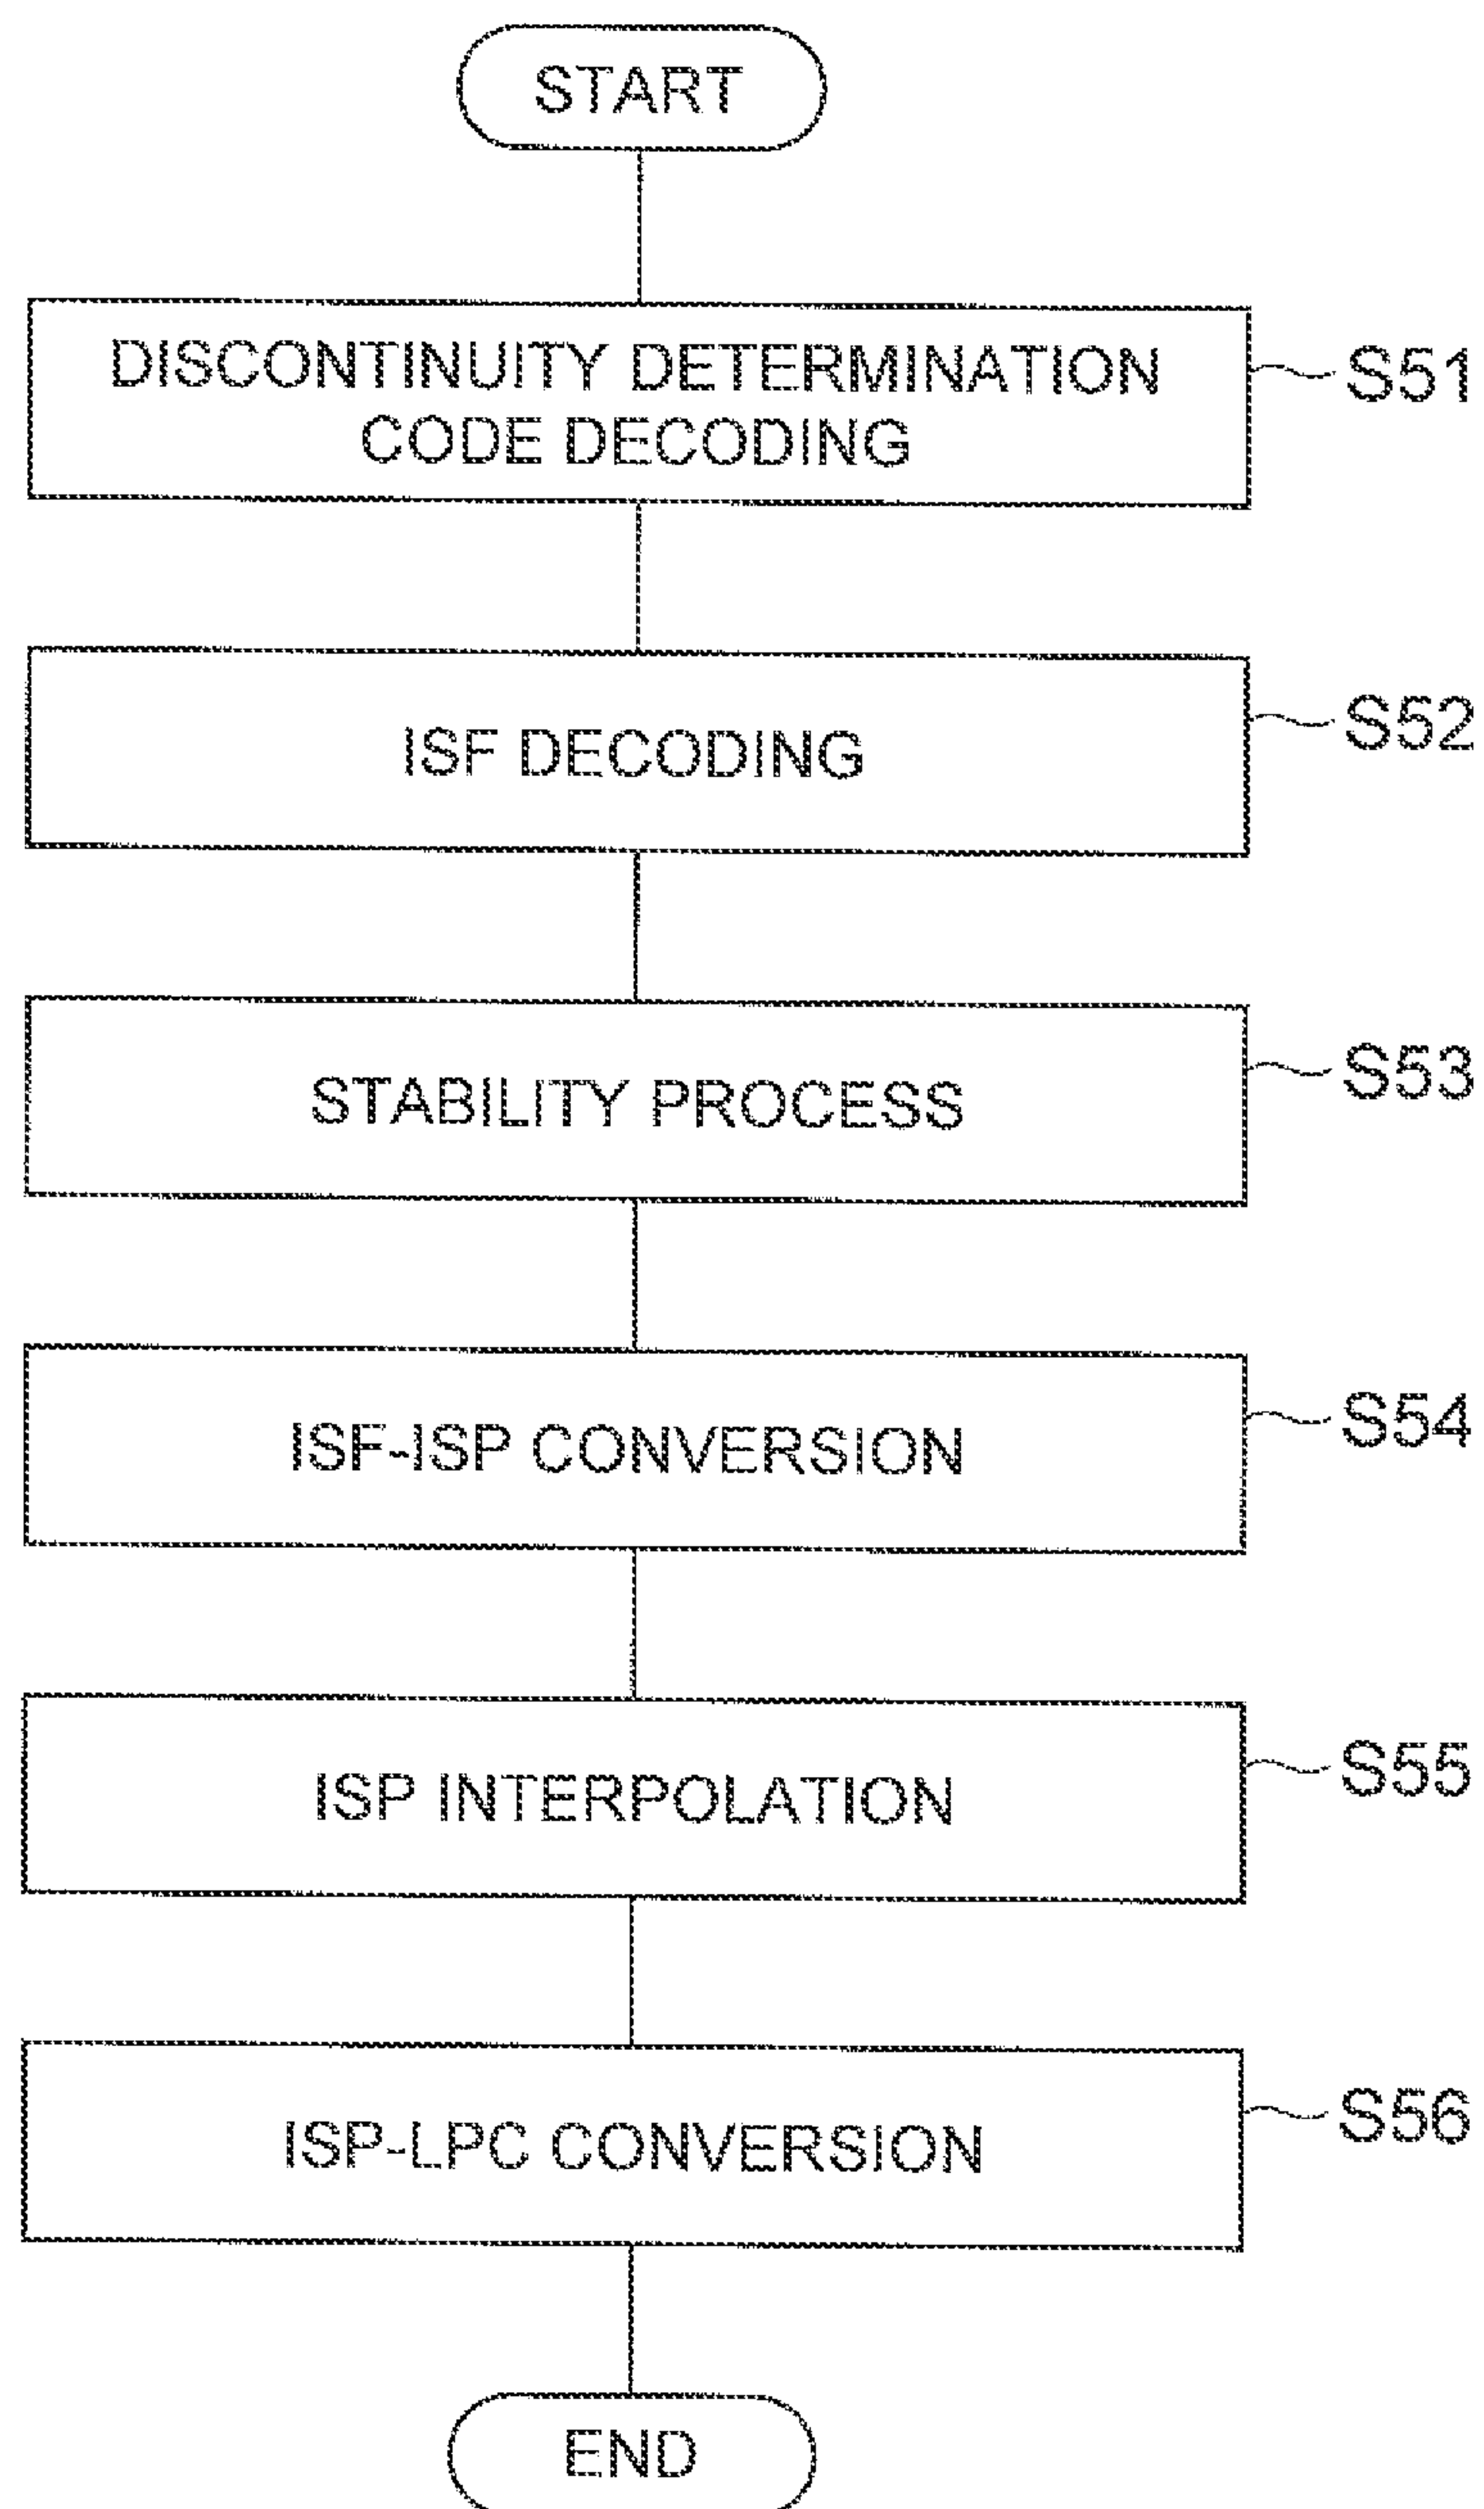 START
DISCONTINUITY DETERMINATION
CODE DECODING
S51
ISF DECODING
S52
STABILITY PROCESS
S53
ISF-ISP CONVERSION
S54
ISP INTERPOLATION
S55
ISP-LPC CONVERSION
S56
END